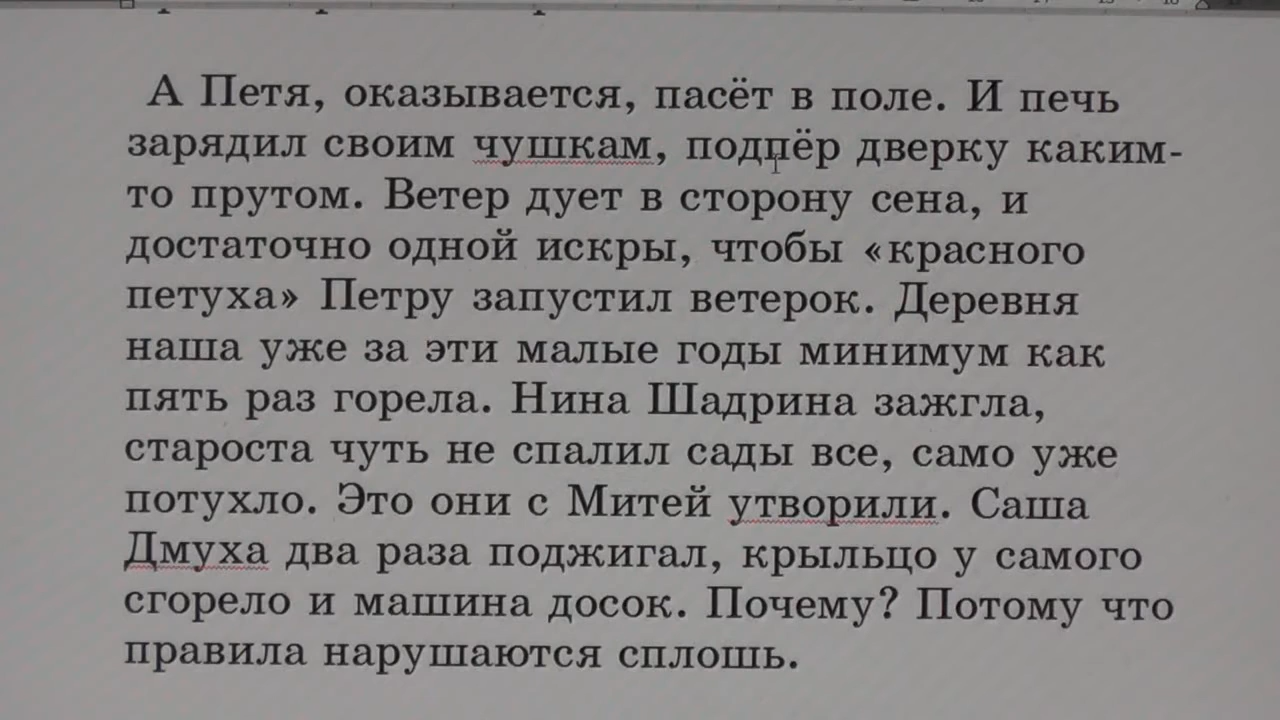 А Петя, оказывается, пасёт в поле. И печь
зарядил своим чушкам, подпёр дверку каким-
то прутом. Ветер дует в сторону сена, и
достаточно одной искры, чтобы «красного
петуха» Петру запустил ветерок. Деревня
наша уже за эти малые годы минимум как
пять раз горела. Нина Шадрина зажгла,
староста чуть не спалил сады все, само уже
потухло. Это они с Митей утворили. Саша
Дмуха два раза поджигал, крыльцо у самого
сгорело и машина досок. Почему? Потому что
правила нарушаются сплошь.